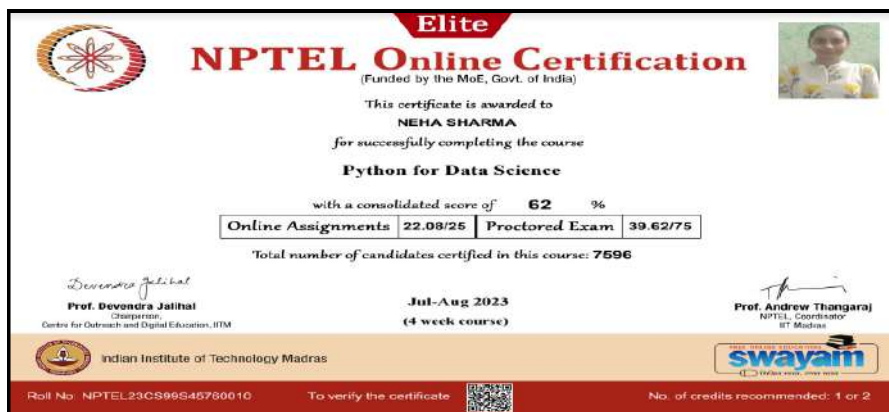 Elite
NPTEL Online Certification
(Funded by the MoE, Govt. of India)
This certificate is awarded to
NEHA SHARMA
for successfully completing the course
Python for Data Science
with a consolidated score of 62 %
Online Assignments 22.08/25 Proctored Exam 39.62/75
Total number of candidates certified in this course: 7596
Devendra Jalihal
Prof. Devendra Jalihal
Chairperson,
Centre for Outreach and Digital Education, IITM
Jul-Aug 2023
(4 week course)
Prof. Andrew Thangaraj
NPTEL, Coordinator
IIT Madras
Indian Institute of Technology Madras
FREE ONLINE EDUCATION
swayam
Roll No: NPTEL23CS99S45760010 To verify the certificate No. of credits recommended: 1 or 2